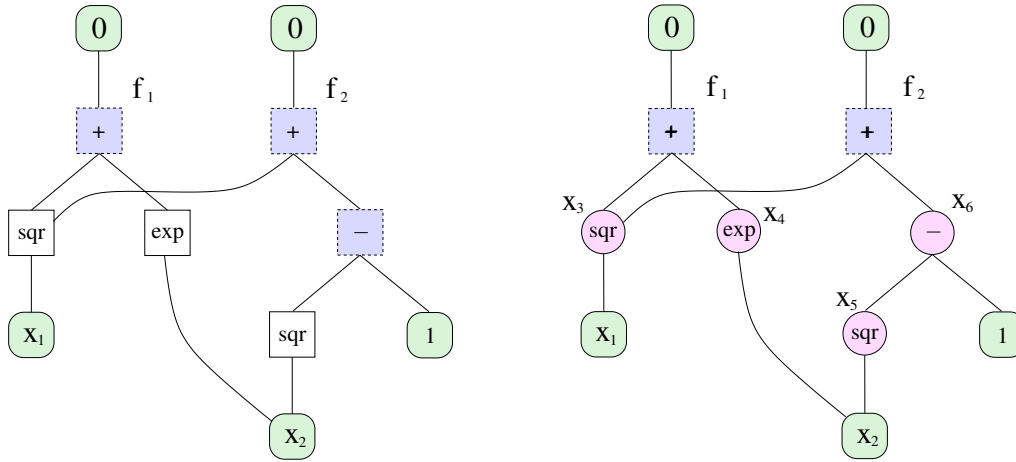 0 0 0 0
f₁ f₂ f₁ f₂
+ + + +
x₃ x₄ x₆
sqr exp − sqr exp −
x₅
x₁ sqr 1 x₁ sqr 1
x₂ x₂